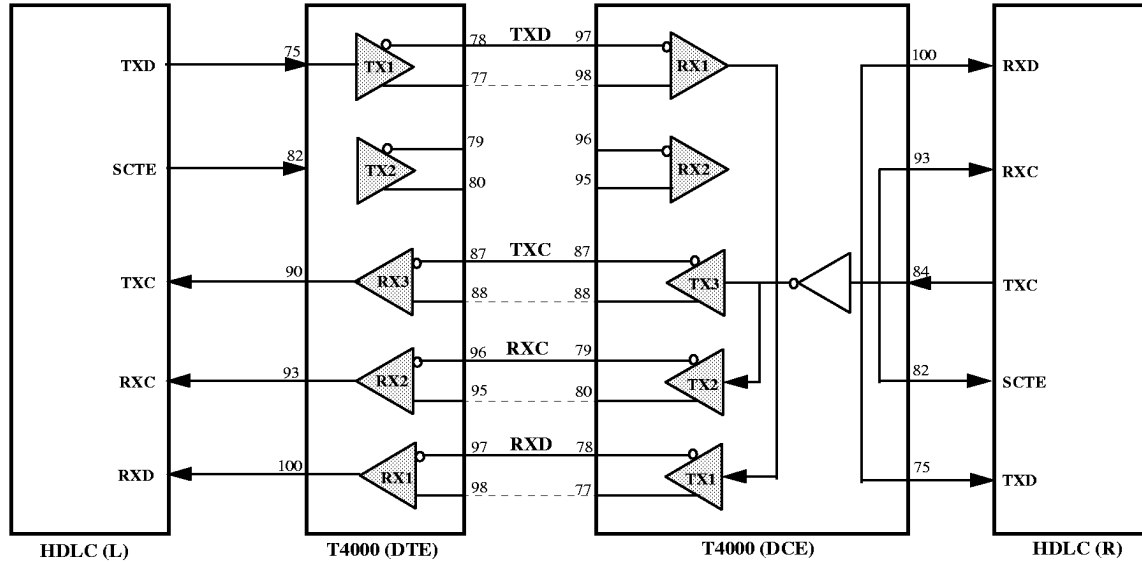 78 TXD 97
75 100
TXD TX1 RX1 RXD
77 98
79 96 93
82
SCTE TX2 RX2 RXC
80 95
87 TXC 87
90 84
TXC RX3 TX3 TXC
88 88
96 RXC 79
93 82
RXC RX2 TX2 SCTE
95 80
97 RXD 78
100 75
RXD RX1 TX1 TXD
98 77
HDLC (L) T4000 (DTE) T4000 (DCE) HDLC (R)